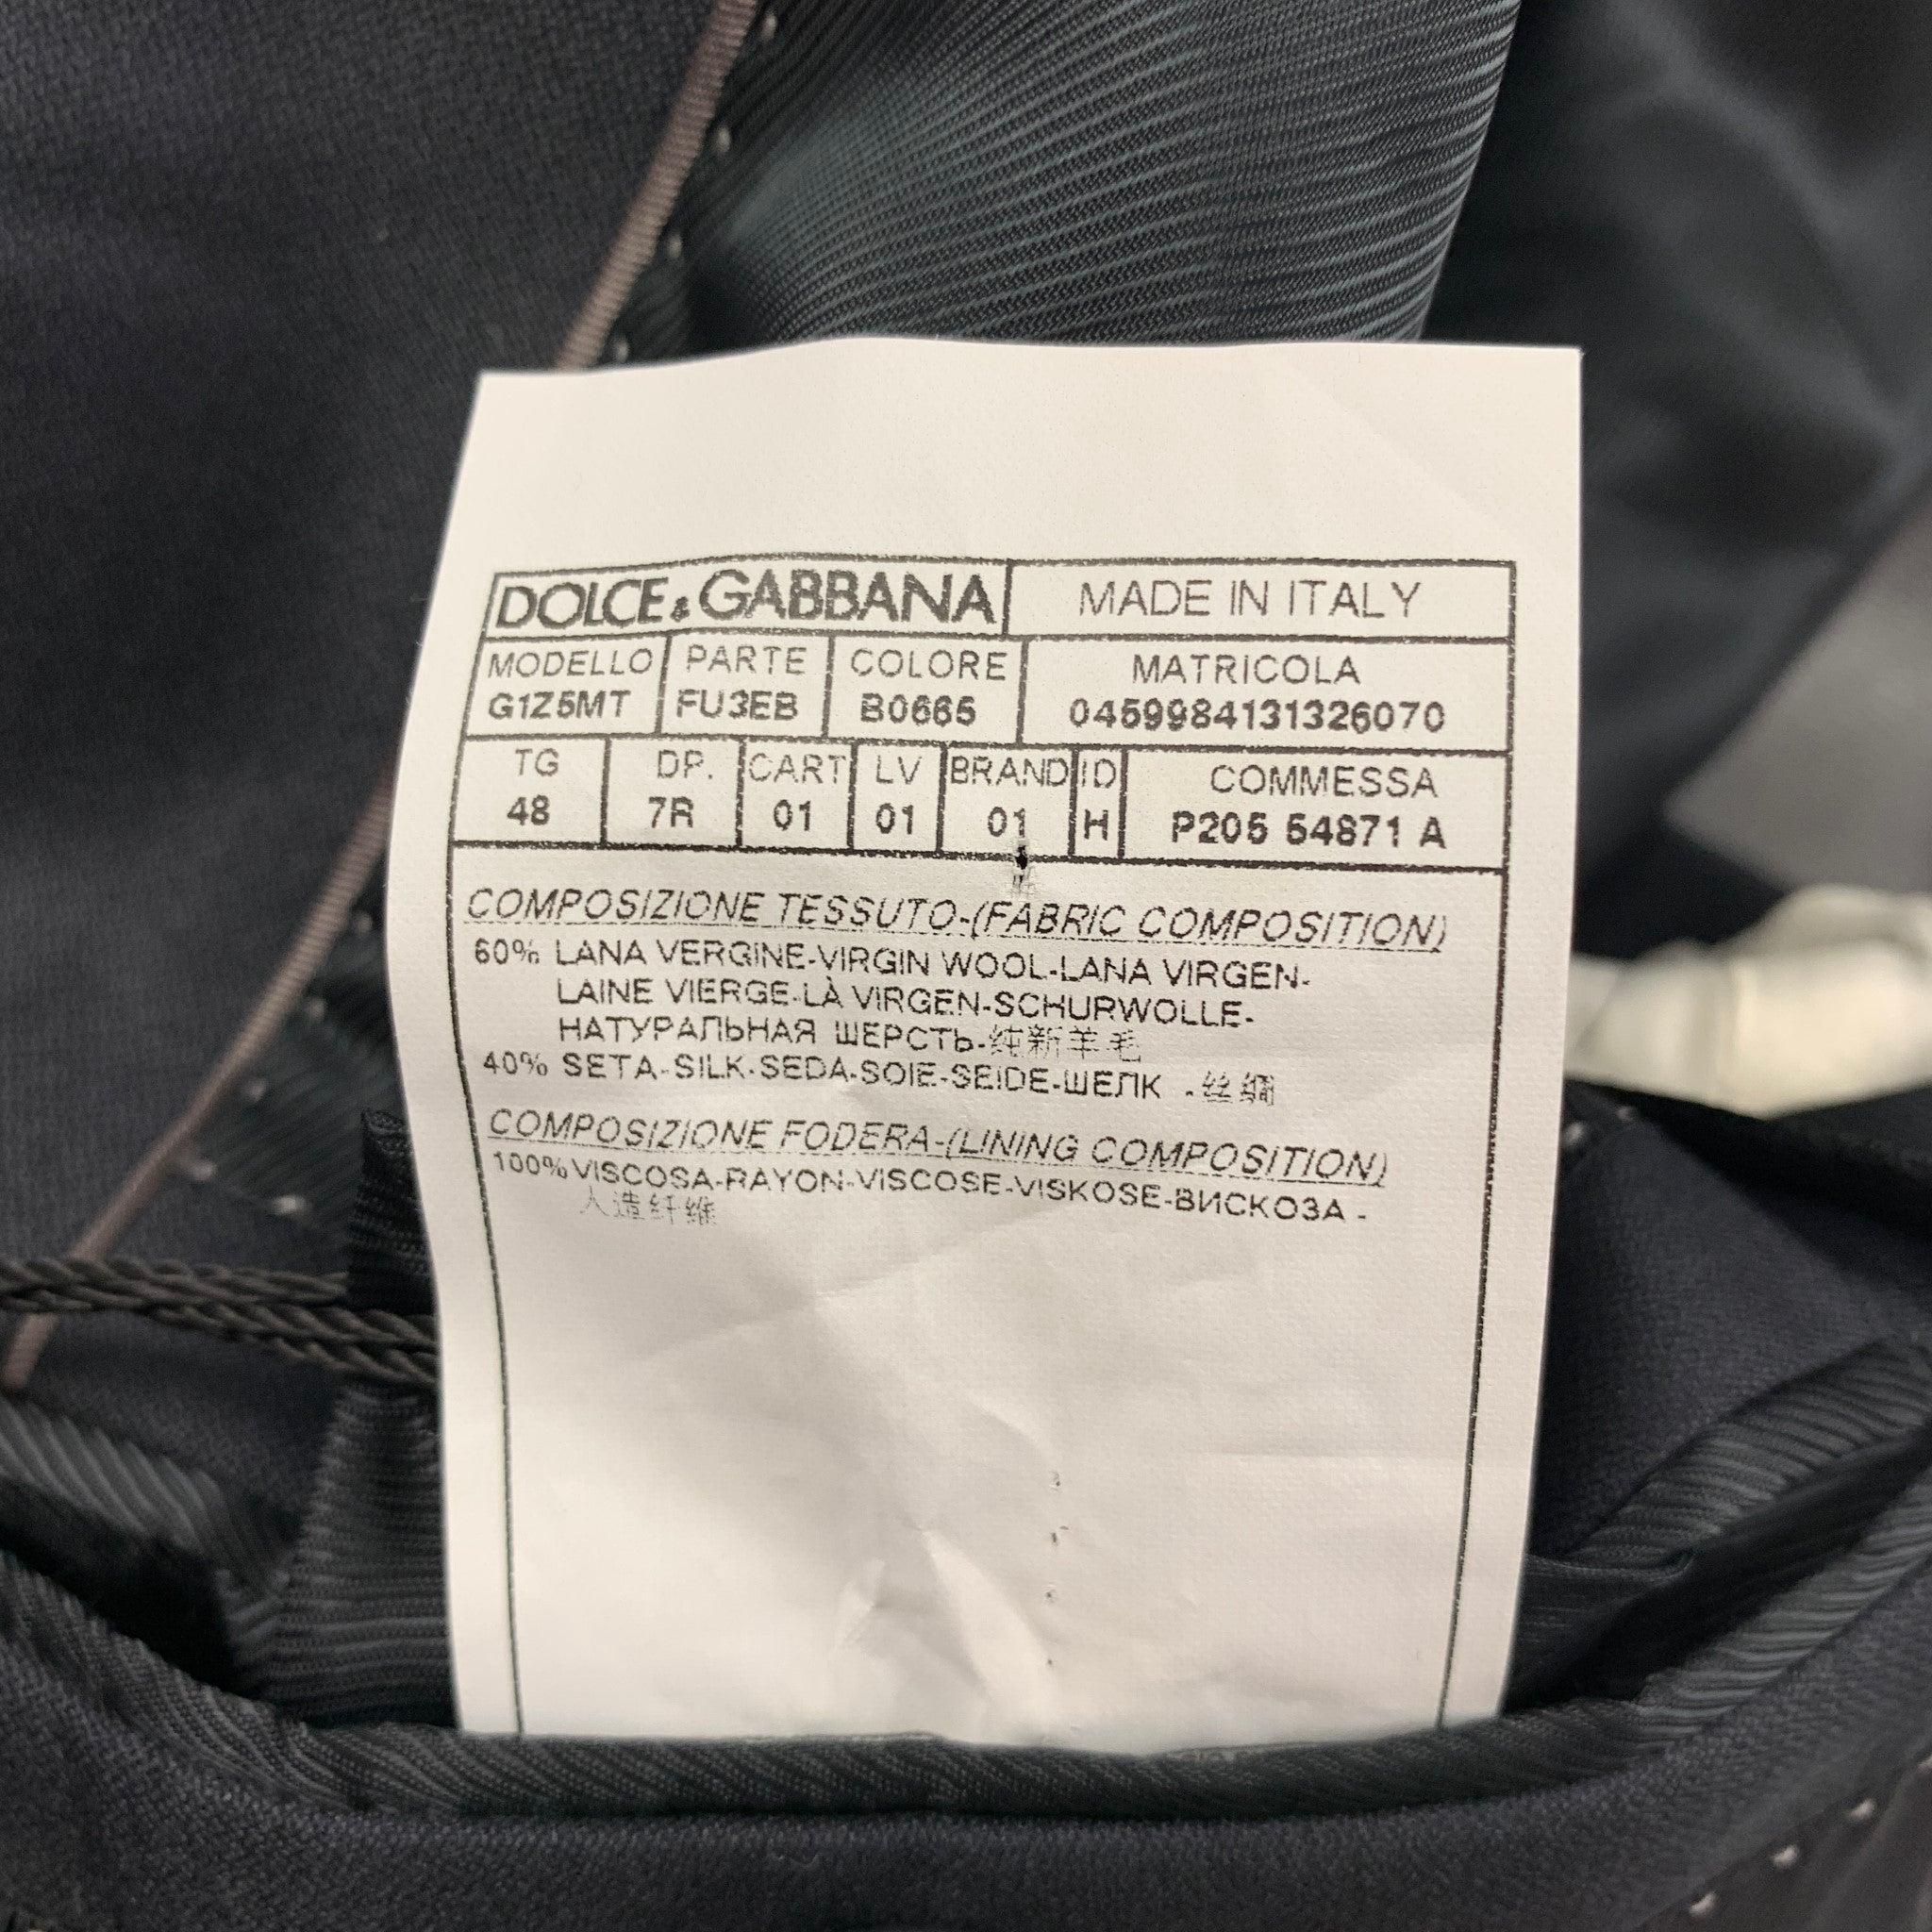 DOLCE & GABBANA MADE IN ITALY
MODELLO PARTE COLORE MATRICOLA
G1Z5MT FU3EB B0665 0459984131326070
TG DP. CART LV BRAND ID COMMESSA
48 7R 01 01 01 H P205 54871 A
COMPOSIZIONE TESSUTO-(FABRIC COMPOSITION)
60% LANA VERGINE-VIRGIN WOOL-LANA VIRGEN-
LAINE VIERGE-LÀ VIRGEN-SCHURWOLLE-
НАТУРАЛЬНАЯ ШЕРСТЬ-纯新羊毛
40% SETA-SILK-SEDA-SOIE-SEIDE-ШЕЛК -丝绸
COMPOSIZIONE FODERA-(LINING COMPOSITION)
100% VISCOSA-RAYON-VISCOSE-VISKOSE-ВИСКОЗА -
人造纤维